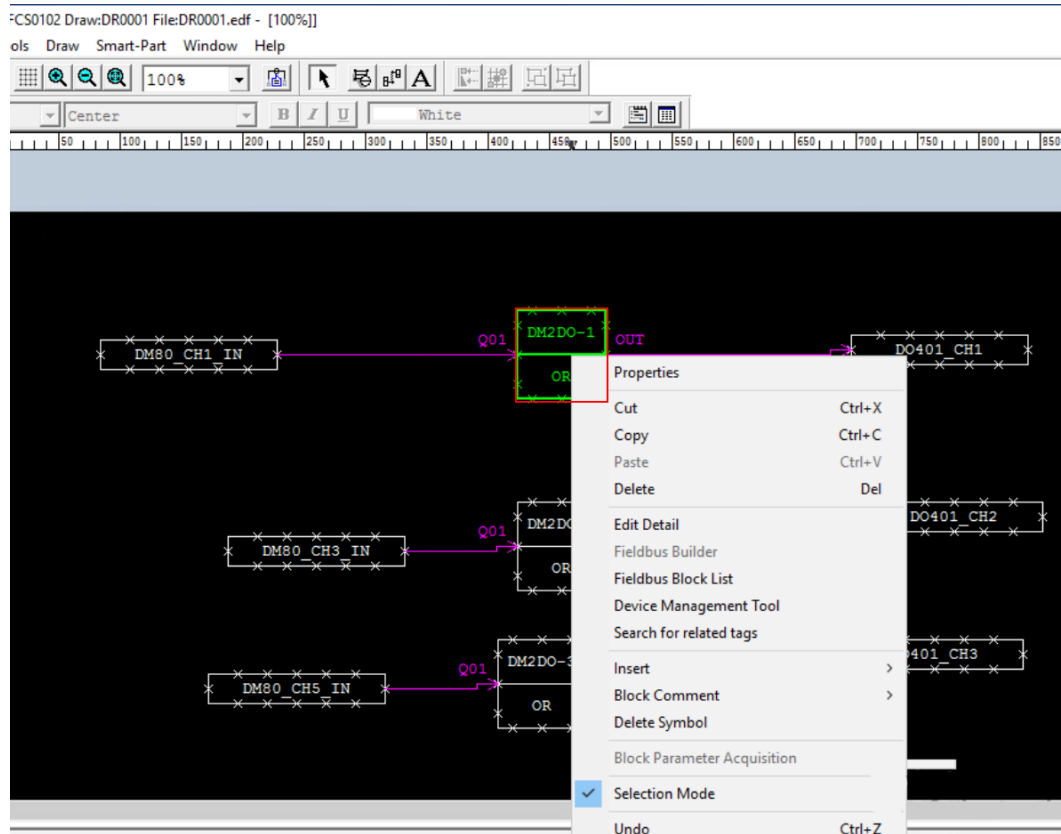 FCS0102 Draw:DR0001 File:DR0001.edf - [100%]]
ols Draw Smart-Part Window Help
100%
A
Center B I U White
50 100 150 200 250 300 350 400 450 500 550 600 650 700 750 800 850
DM2DO-1
Q01 OUT
DM80_CH1_IN DO401_CH1
OR
Properties
Cut Ctrl+X
Copy Ctrl+C
Paste Ctrl+V
Delete Del
DO401_CH2
DM2DO
Edit Detail
Q01
DM80_CH3_IN
Fieldbus Builder
OR
Fieldbus Block List
Device Management Tool
Search for related tags
401_CH3
DM2DO-3
Q01
Insert
DM80_CH5_IN
Block Comment
OR
Delete Symbol
Block Parameter Acquisition
Selection Mode
Undo Ctrl+Z